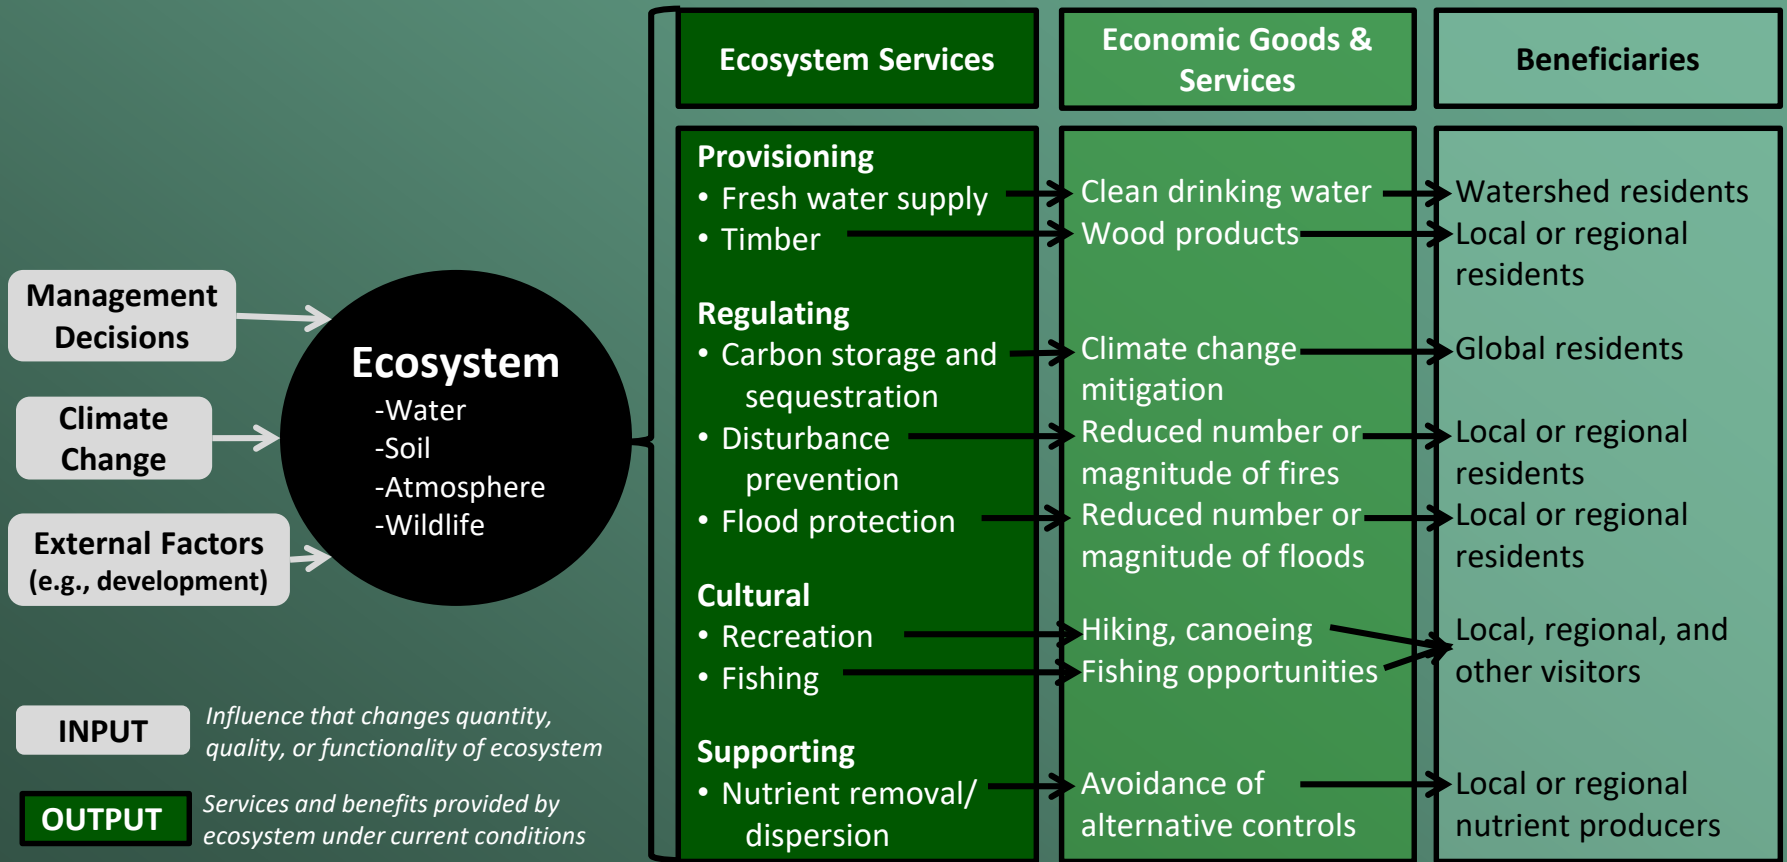 Ecosystem Services
Economic Goods &
Services
Beneficiaries
Management
Decisions
Climate
Change
External Factors
(e.g., development)
Ecosystem
-Water
-Soil
-Atmosphere
-Wildlife
INPUT
Influence that changes quantity,
quality, or functionality of ecosystem
OUTPUT
Services and benefits provided by
ecosystem under current conditions
Provisioning
• Fresh water supply
• Timber
Regulating
• Carbon storage and
sequestration
• Disturbance
prevention
• Flood protection
Cultural
• Recreation
• Fishing
Supporting
• Nutrient removal/
dispersion
Clean drinking water
Wood products
Climate change
mitigation
Reduced number or
magnitude of fires
Reduced number or
magnitude of floods
Hiking, canoeing
Fishing opportunities
Avoidance of
alternative controls
Watershed residents
Local or regional
residents
Global residents
Local or regional
residents
Local or regional
residents
Local, regional, and
other visitors
Local or regional
nutrient producers